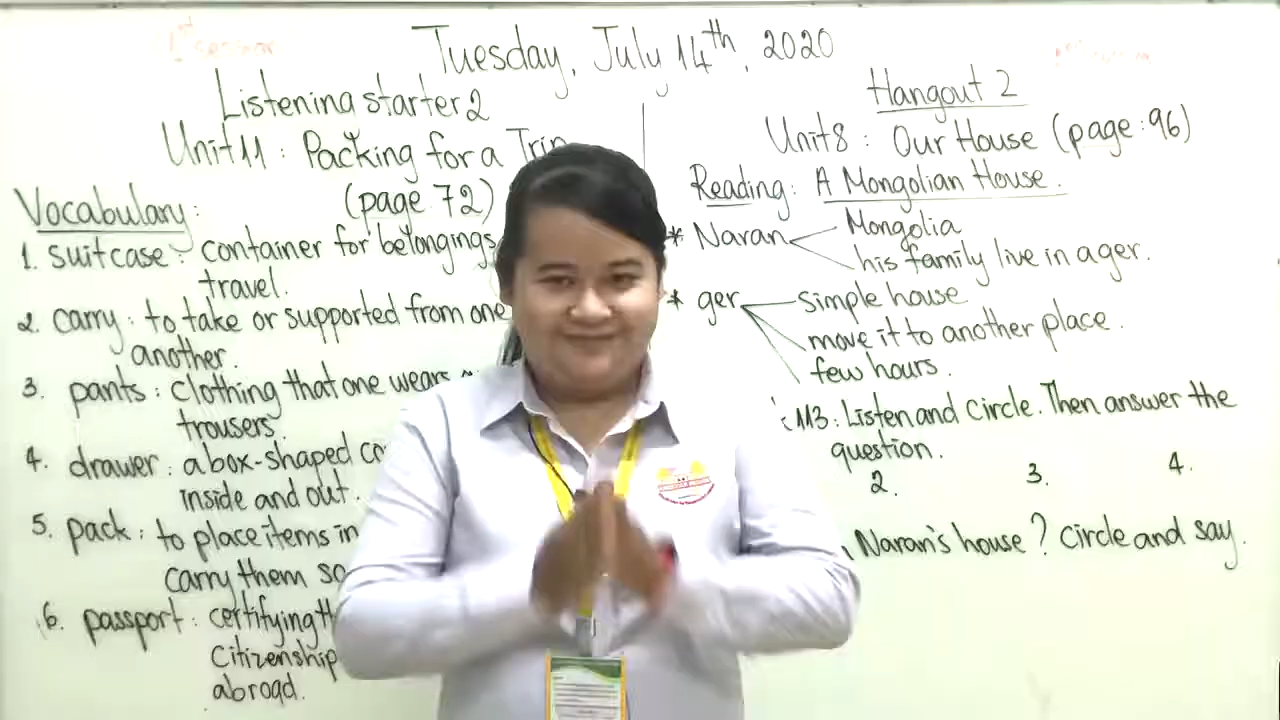 1st seminar
Tuesday, July 14th, 2020
Listening starter 2
Unit 11 : Packing for a Trip
(page 72)
Vocabulary :
1. suitcase : container for belongings
travel.
2. carry : to take or supported from one
another.
3. pants : clothing that one wears
trousers.
4. drawer : a box-shaped
inside and out.
5. pack : to place items in
carry them
6. passport : certifying
citizenship
abroad.
Hangout 2
Unit 8 : Our House (page : 96)
Reading : A Mongolian House.
* Naran Mongolia
his family live in a ger.
* ger simple house
move it to another place.
few hours.
113 : Listen and Circle. Then answer the
question.
2. 3. 4.
Naran's house ? Circle and say.